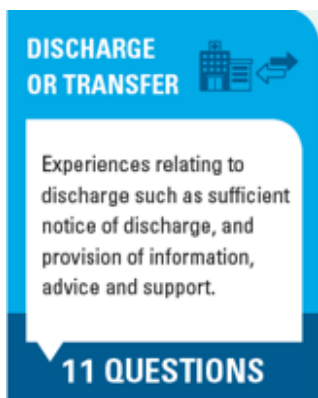 DISCHARGE
OR TRANSFER
Experiences relating to
discharge such as sufficient
notice of discharge, and
provision of information,
advice and support.
11 QUESTIONS